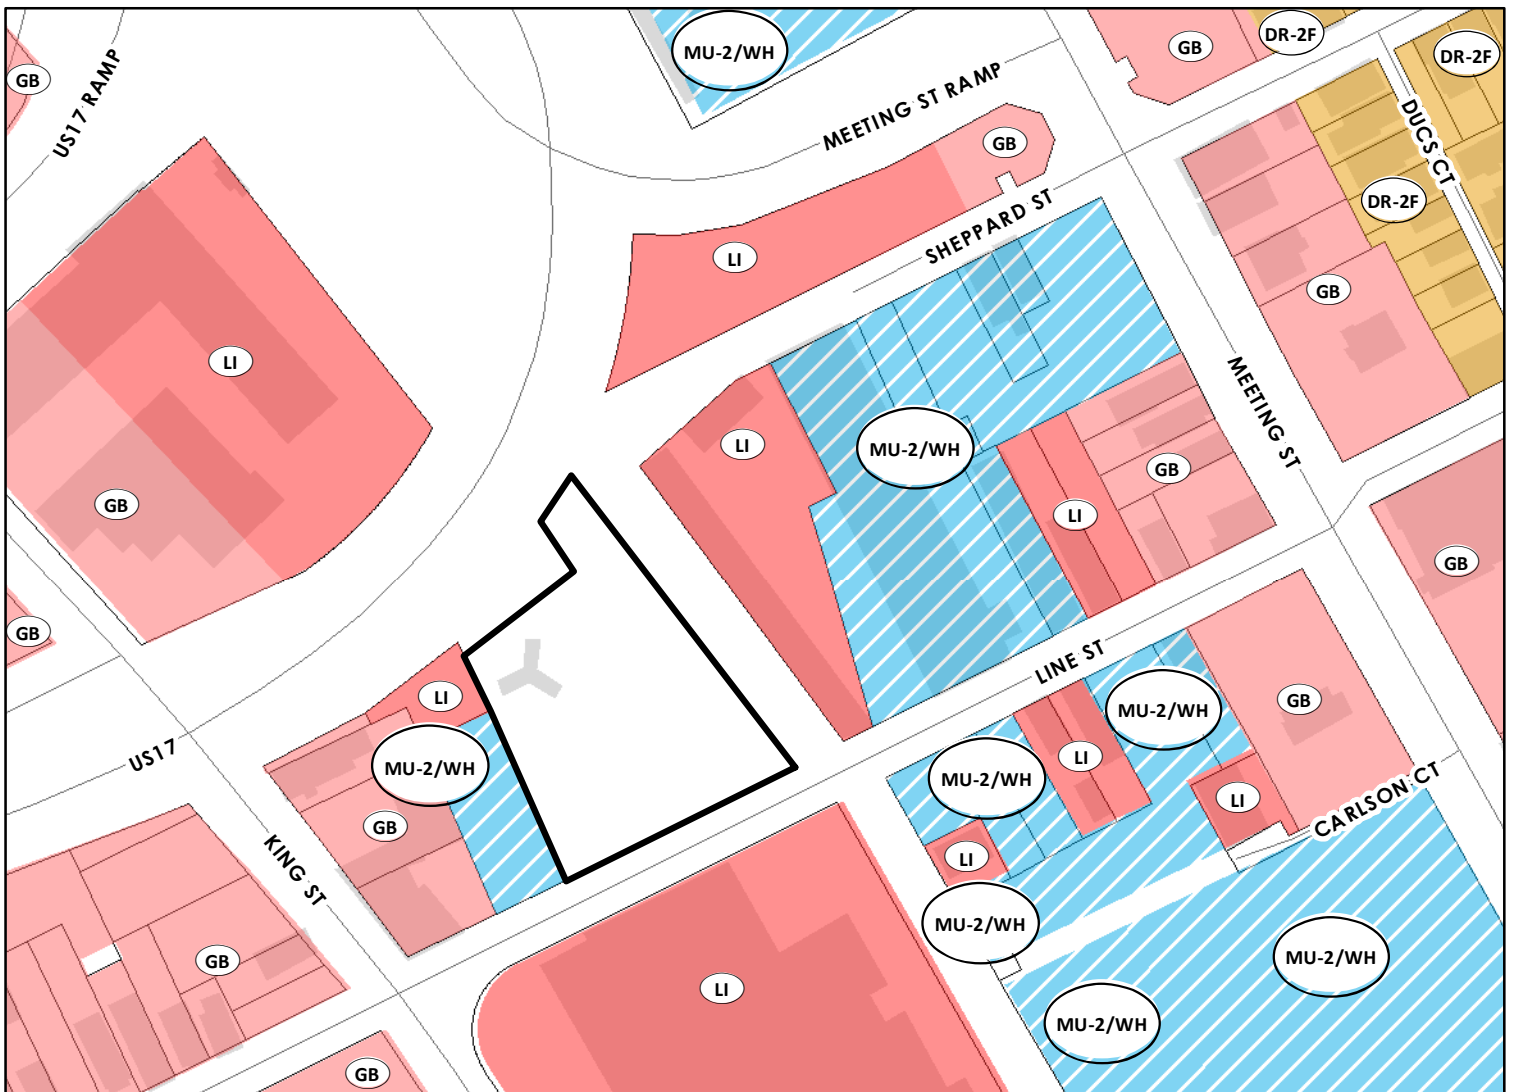 MU-2/WH
GB
DR-2F
DR-2F
GB
US17 RAMP
MEETING ST RAMP
GB
DUCS CT
DR-2F
SHEPPARD ST
LI
GB
LI
MEETING ST
LI
MU-2/WH
GB
GB
LI
GB
GB
LINE ST
LI
MU-2/WH
GB
US17
MU-2/WH
LI
MU-2/WH
LI
CARLSON CT
GB
KING ST
LI
MU-2/WH
GB
MU-2/WH
LI
MU-2/WH
GB